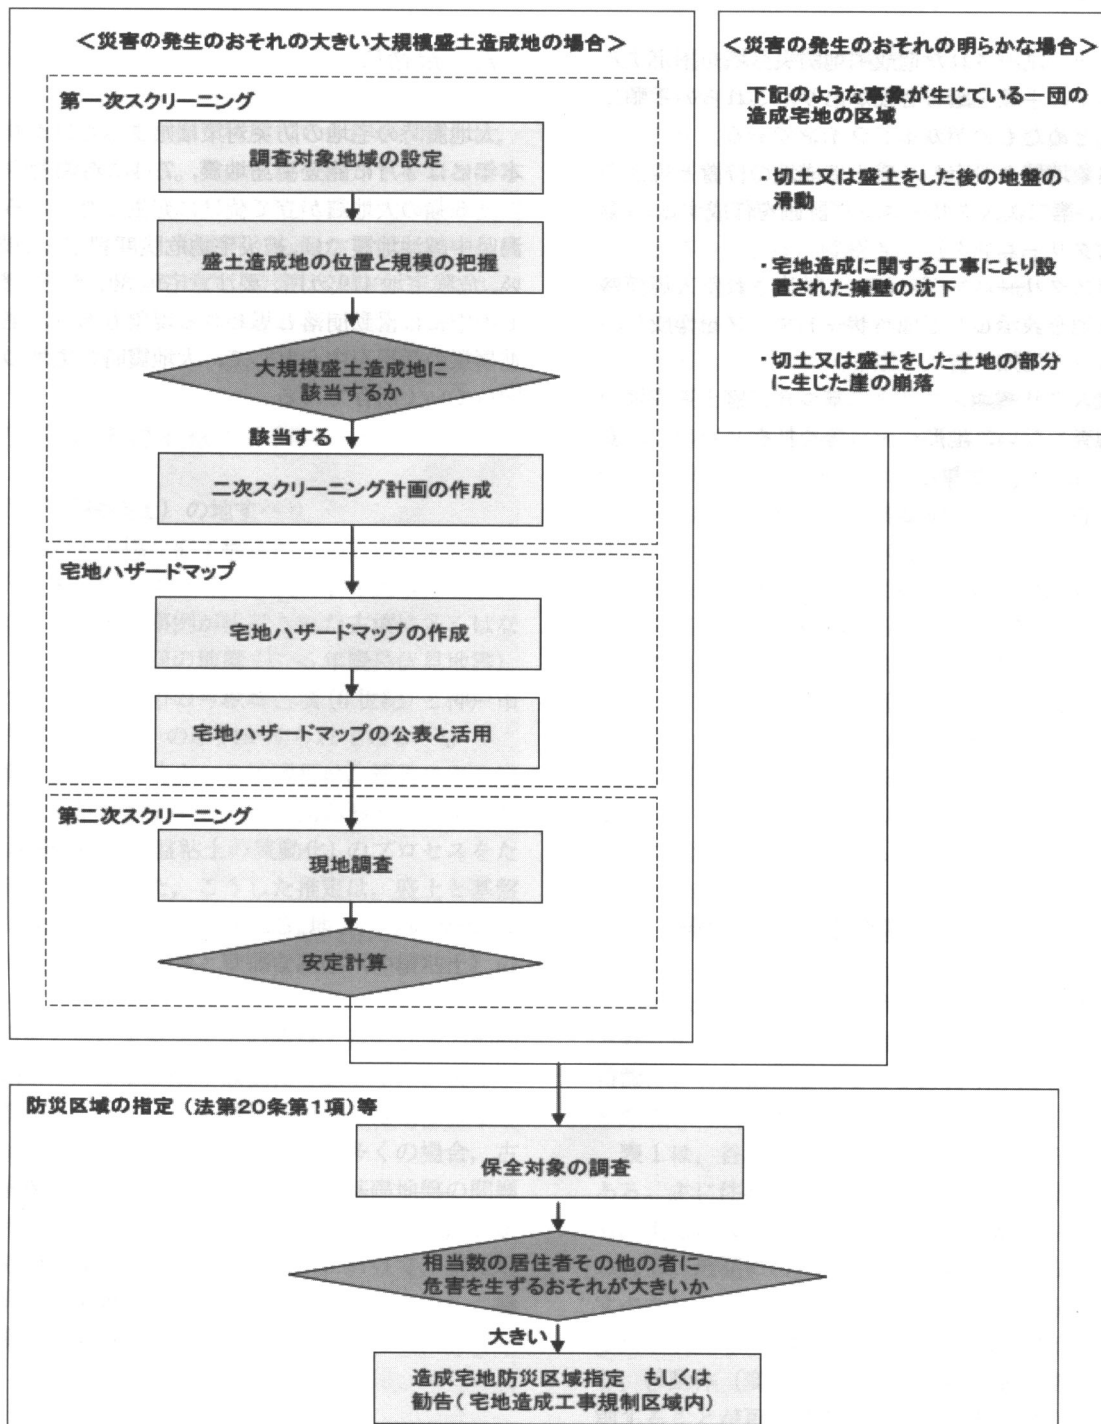 ＜災害の発生のおそれの大きい大規模盛土造成地の場合＞
第一次スクリーニング
調査対象地域の設定
盛土造成地の位置と規模の把握
大規模盛土造成地に
該当するか
該当する
二次スクリーニング計画の作成
宅地ハザードマップ
宅地ハザードマップの作成
宅地ハザードマップの公表と活用
第二次スクリーニング
現地調査
安定計算
＜災害の発生のおそれの明らかな場合＞
下記のような事象が生じている一団の
造成宅地の区域
・切土又は盛土をした後の地盤の
滑動
・宅地造成に関する工事により設
置された擁壁の沈下
・切土又は盛土をした土地の部分
に生じた崖の崩落
防災区域の指定（法第20条第1項）等
保全対象の調査
相当数の居住者その他の者に
危害を生ずるおそれが大きいか
大きい
造成宅地防災区域指定　もしくは
勧告（宅地造成工事規制区域内）